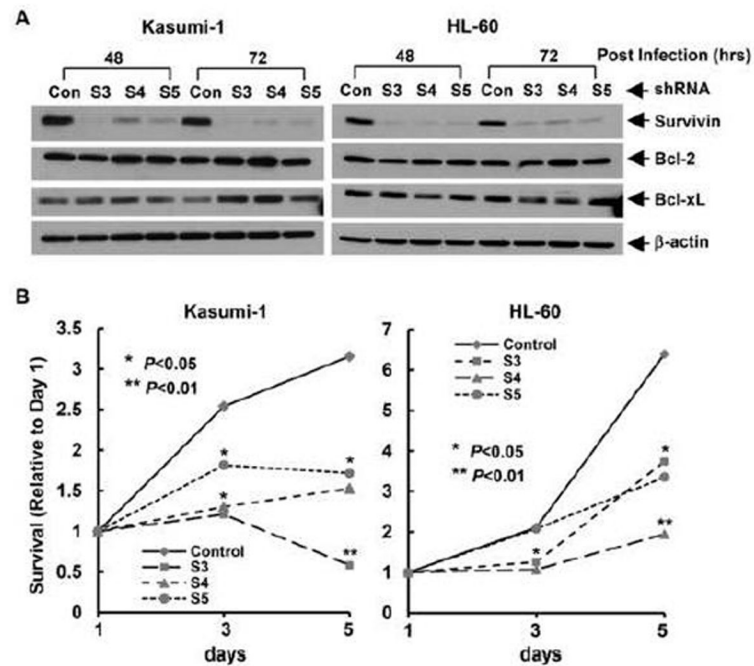 A
Kasumi-1
HL-60
48
72
48
72
Post Infection (hrs)
Con S3 S4 S5 Con S3 S4 S5
Con S3 S4 S5 Con S3 S4 S5
shRNA
Survivin
Bcl-2
Bcl-xL
β-actin
B
Kasumi-1
HL-60
Survival (Relative to Day 1)
3.5
3
2.5
2
1.5
1
0.5
0
* P<0.05
** P<0.01
*
*
*
**
Control
S3
S4
S5
1 3 5
days
7
6
5
4
3
2
1
0
Control
S3
S4
S5
* P<0.05
** P<0.01
*
*
**
1 3 5
days